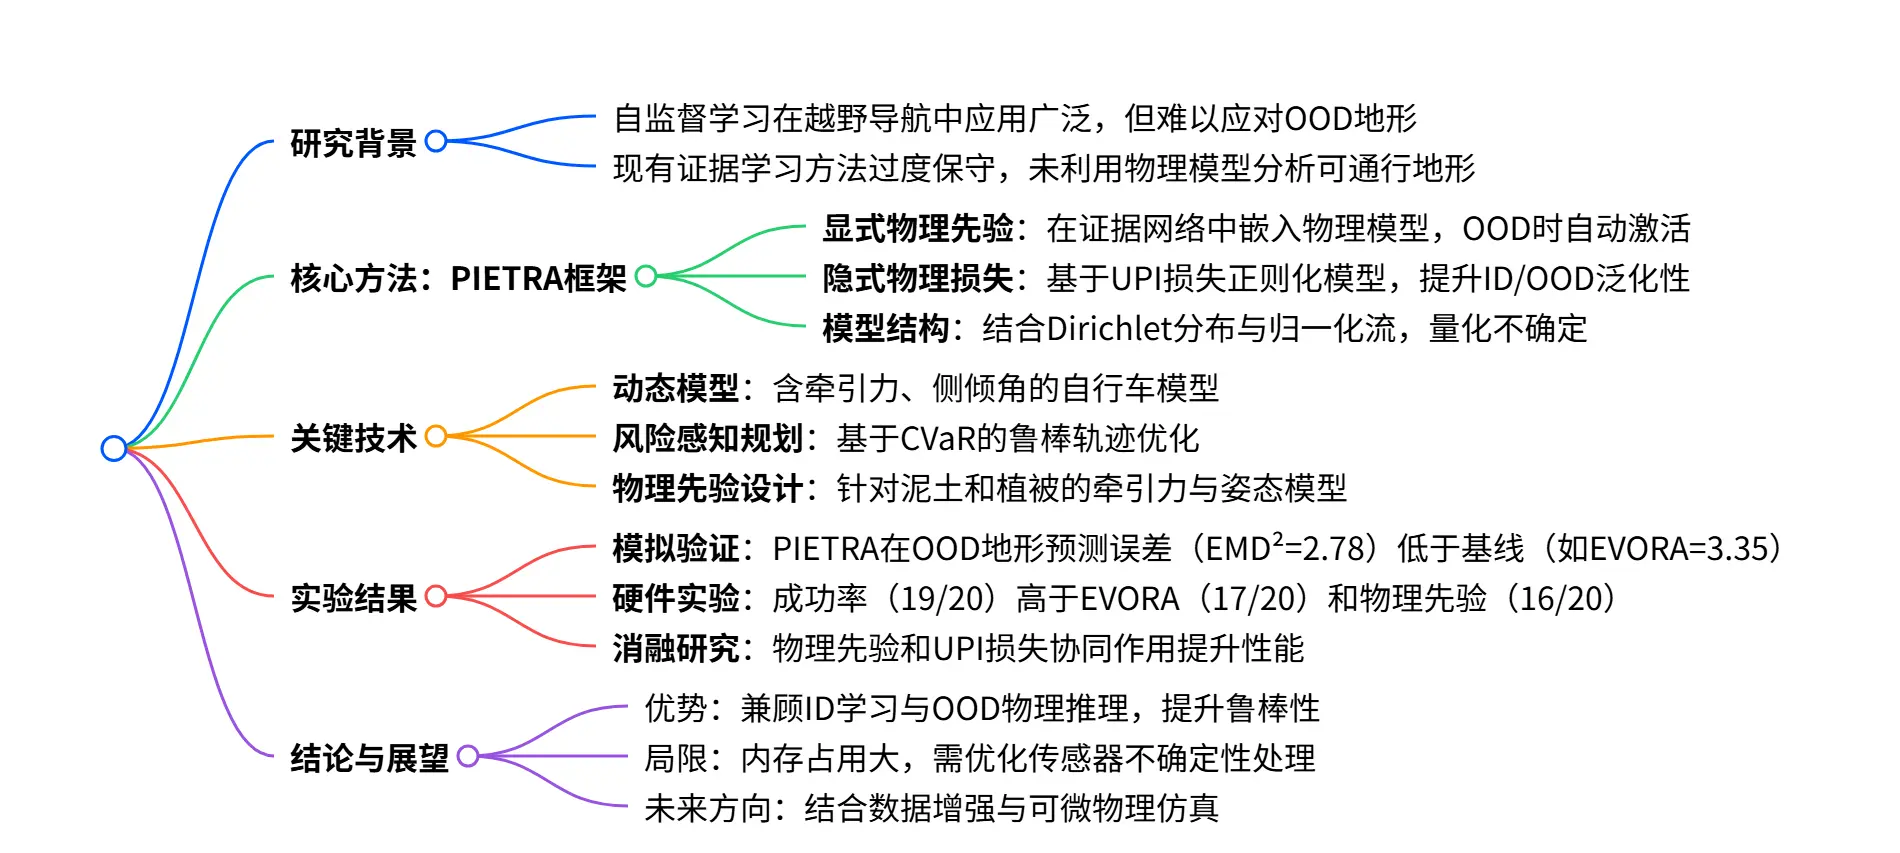 研究背景
自监督学习在越野导航中应用广泛，但难以应对OOD地形
现有证据学习方法过度保守，未利用物理模型分析可通行地形
核心方法：PIETRA框架
显式物理先验：在证据网络中嵌入物理模型，OOD时自动激活
隐式物理损失：基于UPI损失正则化模型，提升ID/OOD泛化性
模型结构：结合Dirichlet分布与归一化流，量化不确定
关键技术
动态模型：含牵引力、侧倾角的自行车模型
风险感知规划：基于CVaR的鲁棒轨迹优化
物理先验设计：针对泥土和植被的牵引力与姿态模型
实验结果
模拟验证：PIETRA在OOD地形预测误差（EMD²=2.78）低于基线（如EVORA=3.35）
硬件实验：成功率（19/20）高于EVORA（17/20）和物理先验（16/20）
消融研究：物理先验和UPI损失协同作用提升性能
结论与展望
优势：兼顾ID学习与OOD物理推理，提升鲁棒性
局限：内存占用大，需优化传感器不确定性处理
未来方向：结合数据增强与可微物理仿真